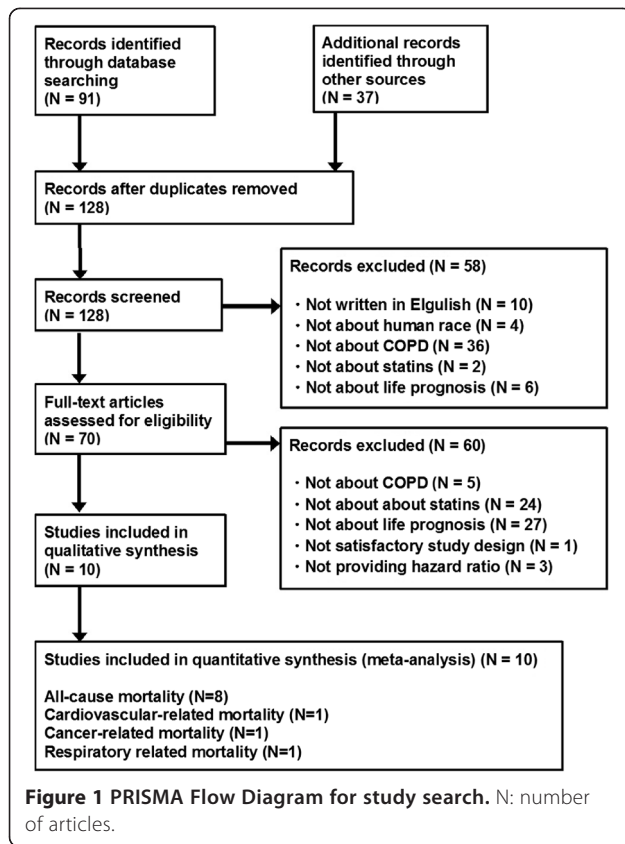 Records identified
through database
searching
(N = 91)
Additional records
identified through
other sources
(N = 37)
Records after duplicates removed
(N = 128)
Records screened
(N = 128)
Records excluded (N = 58)
・Not written in Elgulish (N = 10)
・Not about human race (N = 4)
・Not about COPD (N = 36)
・Not about statins (N = 2)
・Not about life prognosis (N = 6)
Full-text articles
assessed for eligibility
(N = 70)
Records excluded (N = 60)
・Not about COPD (N = 5)
・Not about about statins (N = 24)
・Not about life prognosis (N = 27)
・Not satisfactory study design (N = 1)
・Not providing hazard ratio (N = 3)
Studies included in
qualitative synthesis
(N = 10)
Studies included in quantitative synthesis (meta-analysis) (N = 10)
All-cause mortality (N=8)
Cardiovascular-related mortality (N=1)
Cancer-related mortality (N=1)
Respiratory related mortality (N=1)
Figure 1 PRISMA Flow Diagram for study search. N: number
of articles.